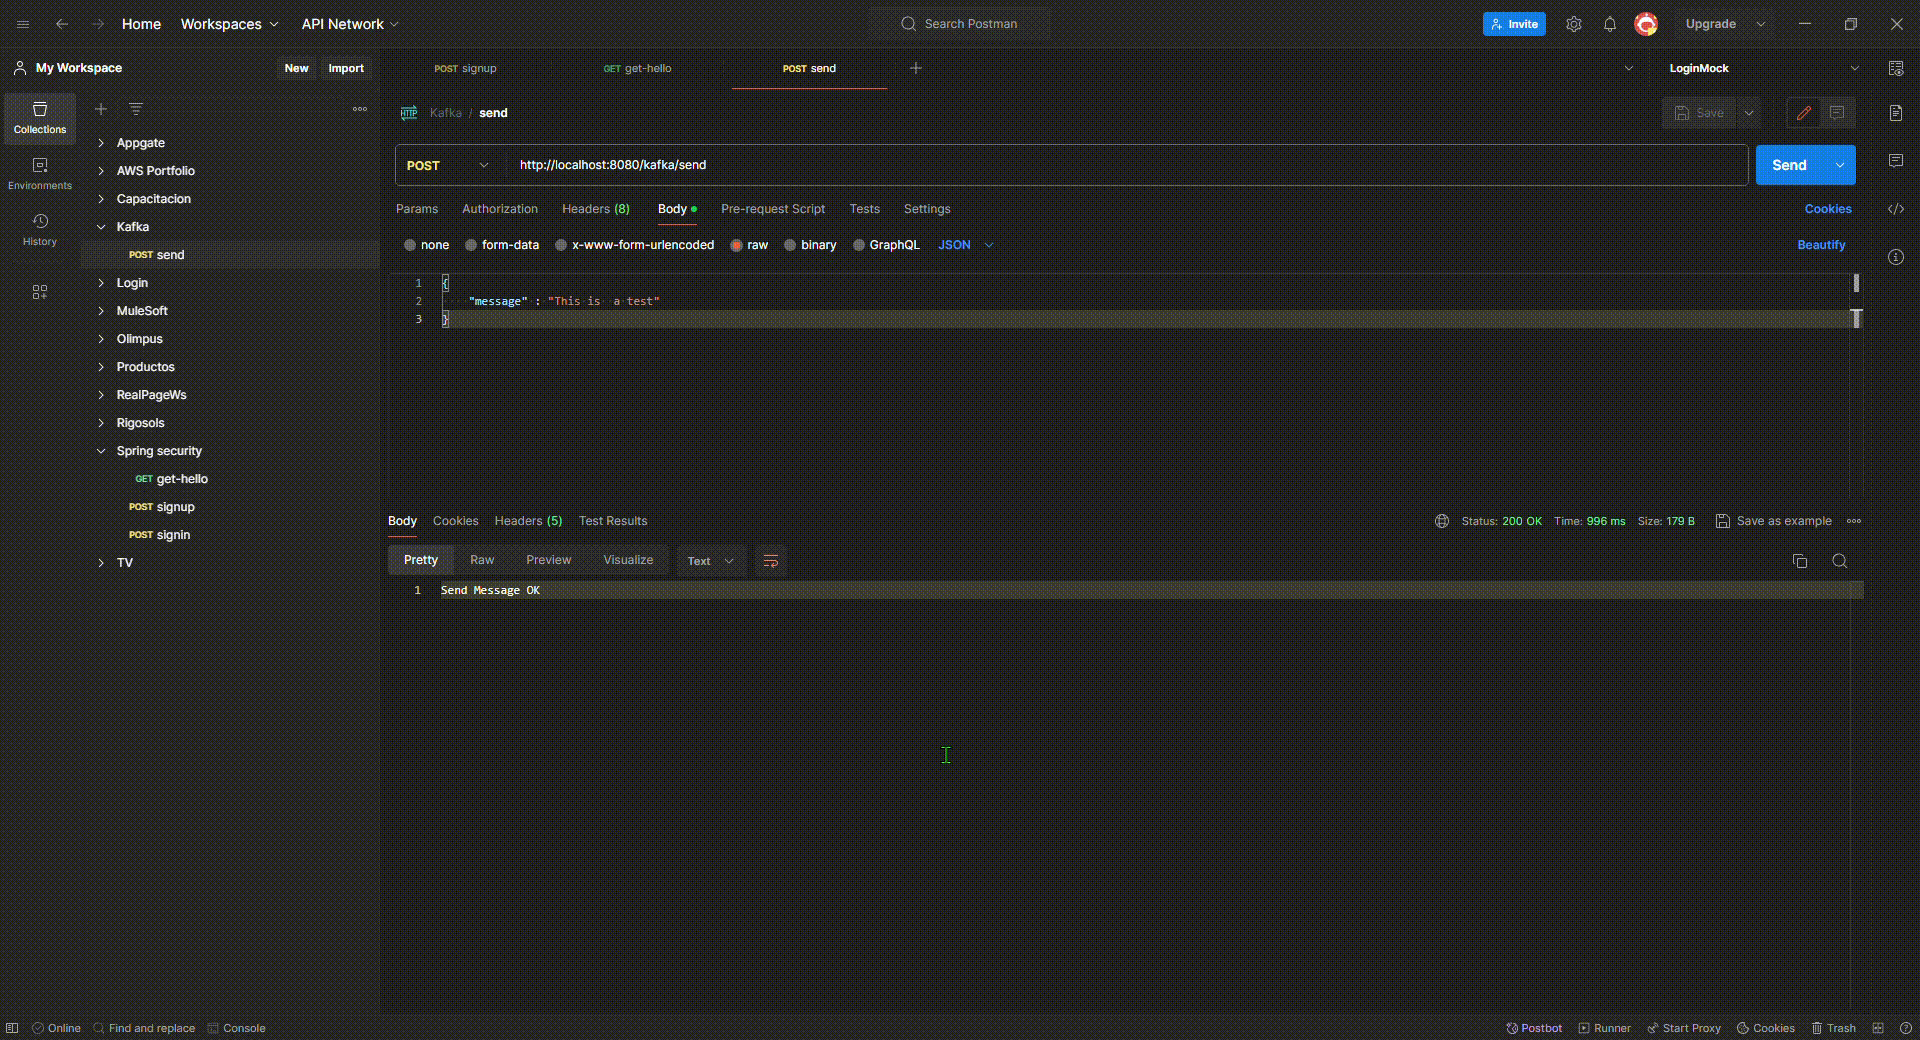 Home Workspaces API Network Search Postman Invite Upgrade
My Workspace New Import POST signup GET get-hello POST send LoginMock
Collections
Environments
History
Appgate
AWS Portfolio
Capacitacion
Kafka
POST send
Login
MuleSoft
Olimpus
Productos
RealPageWs
Rigosols
Spring security
GET get-hello
POST signup
POST signin
TV
HTTP Kafka / send Save
POST http://localhost:8080/kafka/send Send
Params Authorization Headers (8) Body Pre-request Script Tests Settings Cookies
none form-data x-www-form-urlencoded raw binary GraphQL JSON Beautify
1 {
2 "message" : "This is  a test"
3 }
Body Cookies Headers (5) Test Results Status: 200 OK Time: 996 ms Size: 179 B Save as example
Pretty Raw Preview Visualize Text
1 Send Message OK
Online Find and replace Console Postbot Runner Start Proxy Cookies Trash